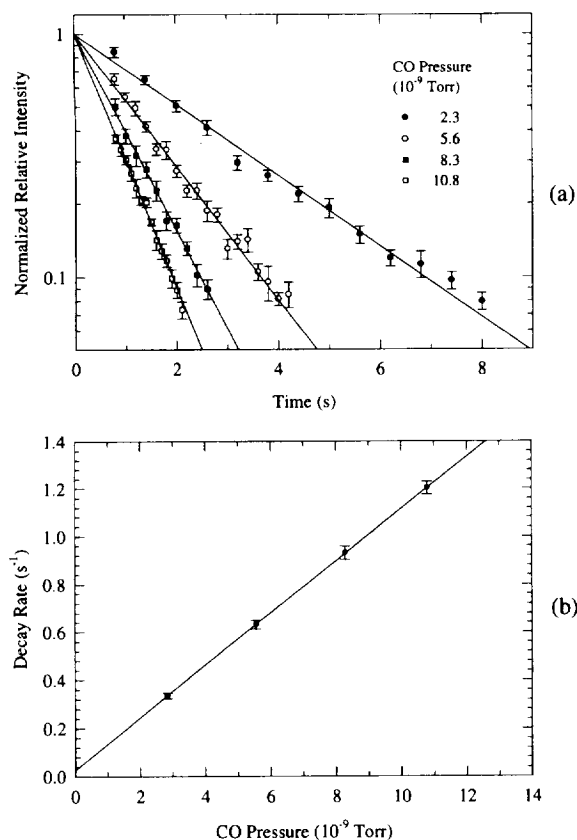 1
0.1
Normalized Relative Intensity
CO Pressure
(10⁻⁹ Torr)
2.3
5.6
8.3
10.8
(a)
0 2 4 6 8
Time (s)
1.4
1.2
1.0
0.8
0.6
0.4
0.2
0.0
Decay Rate (s⁻¹)
(b)
0 2 4 6 8 10 12 14
CO Pressure (10⁻⁹ Torr)